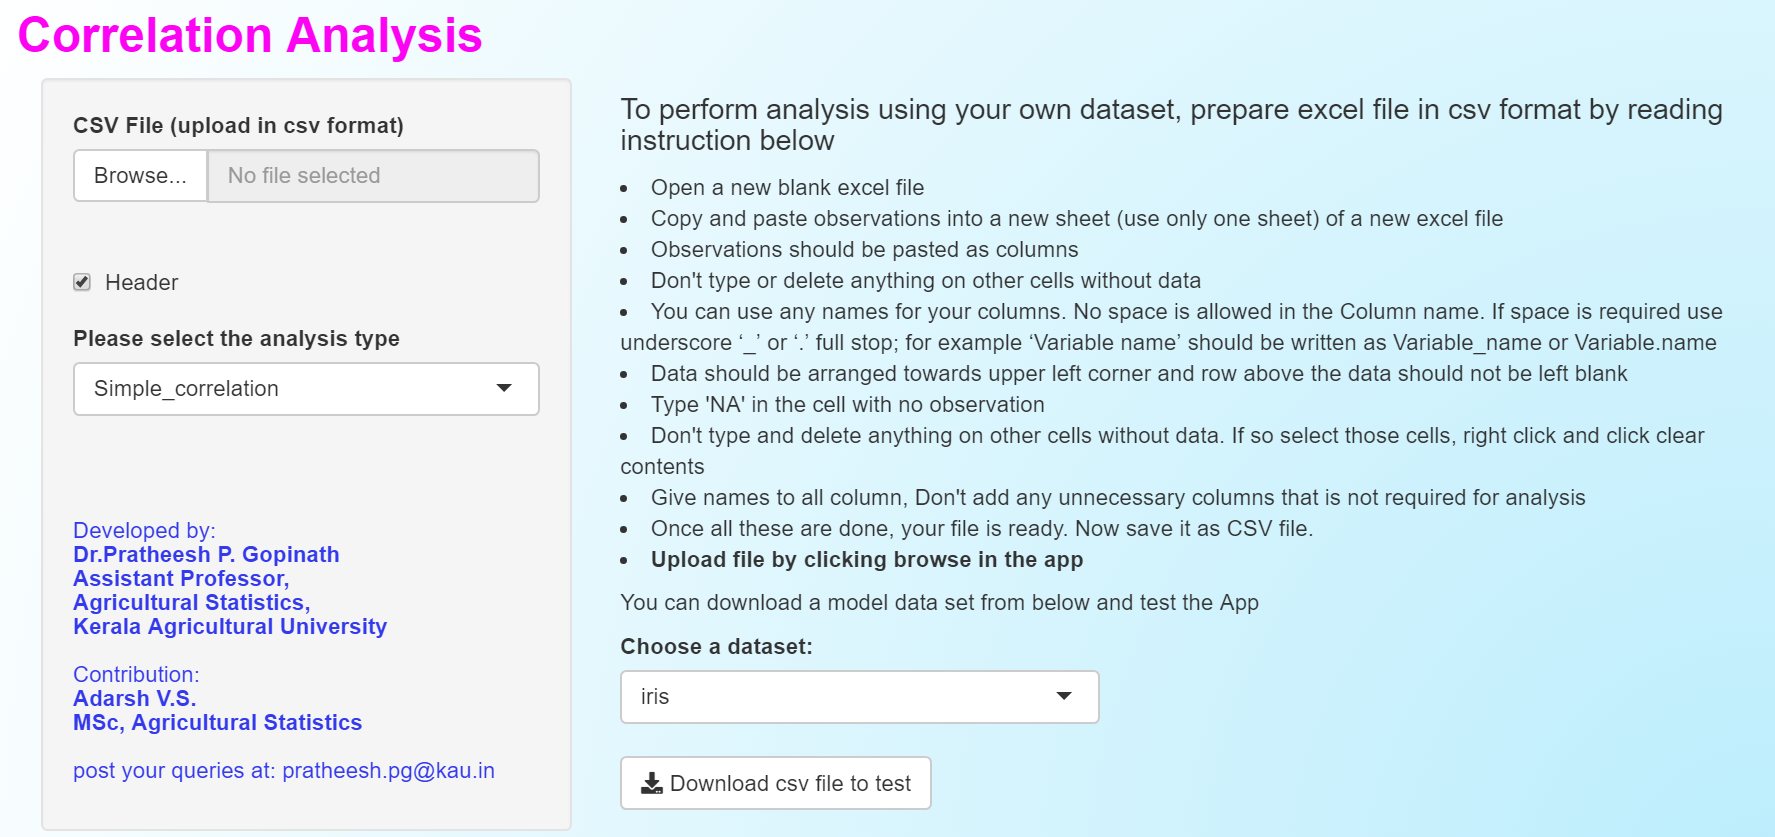 Correlation Analysis
CSV File (upload in csv format)
Browse... No file selected
Header
Please select the analysis type
Simple_correlation
Developed by:
Dr.Pratheesh P. Gopinath
Assistant Professor,
Agricultural Statistics,
Kerala Agricultural University
Contribution:
Adarsh V.S.
MSc, Agricultural Statistics
post your queries at: pratheesh.pg@kau.in
To perform analysis using your own dataset, prepare excel file in csv format by reading
instruction below
• Open a new blank excel file
• Copy and paste observations into a new sheet (use only one sheet) of a new excel file
• Observations should be pasted as columns
• Don't type or delete anything on other cells without data
• You can use any names for your columns. No space is allowed in the Column name. If space is required use
underscore ‘_’ or ‘.’ full stop; for example ‘Variable name’ should be written as Variable_name or Variable.name
• Data should be arranged towards upper left corner and row above the data should not be left blank
• Type 'NA' in the cell with no observation
• Don't type and delete anything on other cells without data. If so select those cells, right click and click clear
contents
• Give names to all column, Don't add any unnecessary columns that is not required for analysis
• Once all these are done, your file is ready. Now save it as CSV file.
• Upload file by clicking browse in the app
You can download a model data set from below and test the App
Choose a dataset:
iris
Download csv file to test